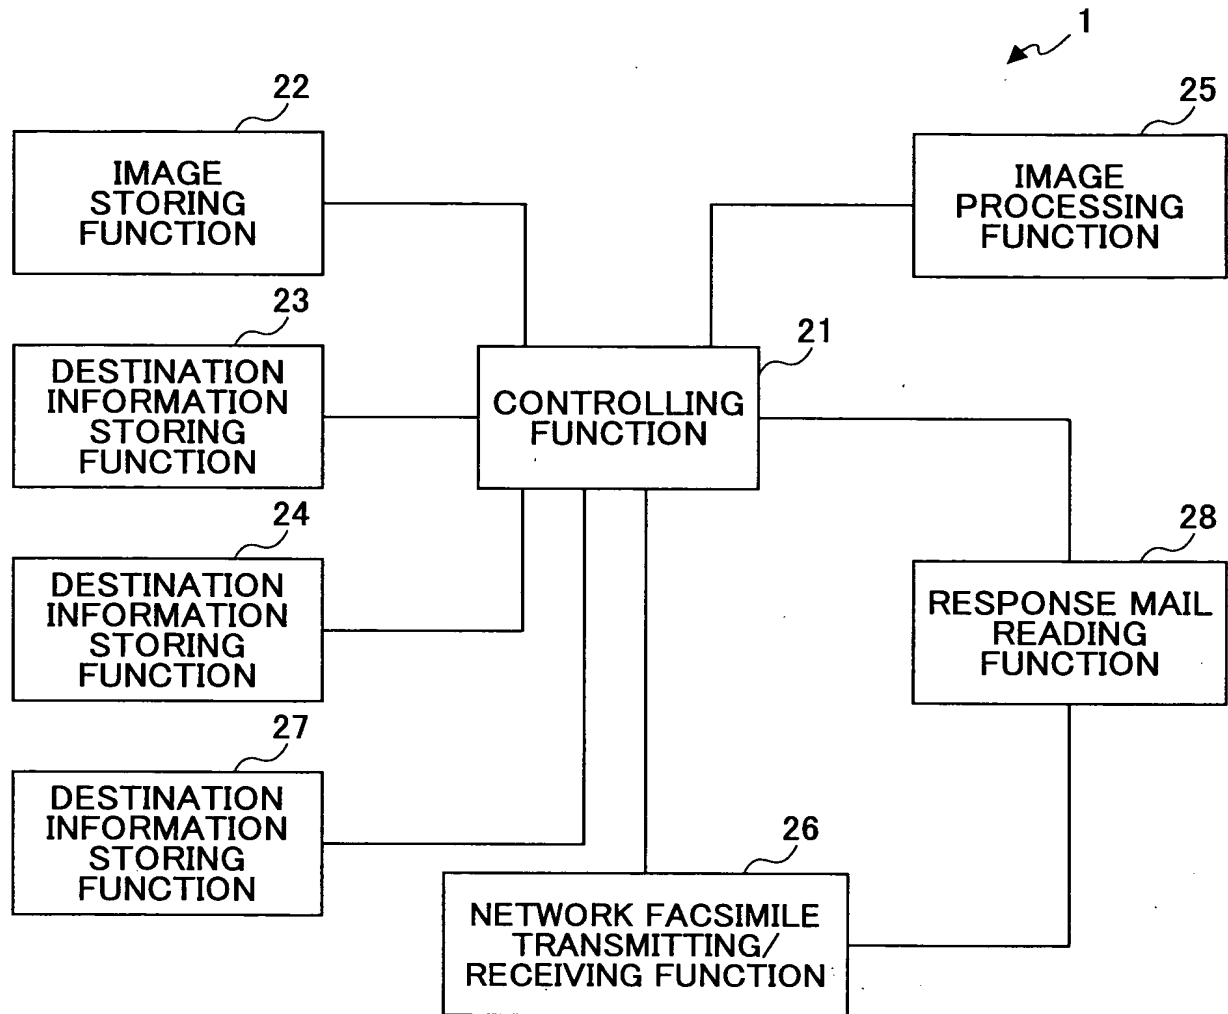 1
22
IMAGE
STORING
FUNCTION
25
IMAGE
PROCESSING
FUNCTION
23
DESTINATION
INFORMATION
STORING
FUNCTION
21
CONTROLLING
FUNCTION
24
DESTINATION
INFORMATION
STORING
FUNCTION
28
RESPONSE MAIL
READING
FUNCTION
27
DESTINATION
INFORMATION
STORING
FUNCTION
26
NETWORK FACSIMILE
TRANSMITTING/
RECEIVING FUNCTION